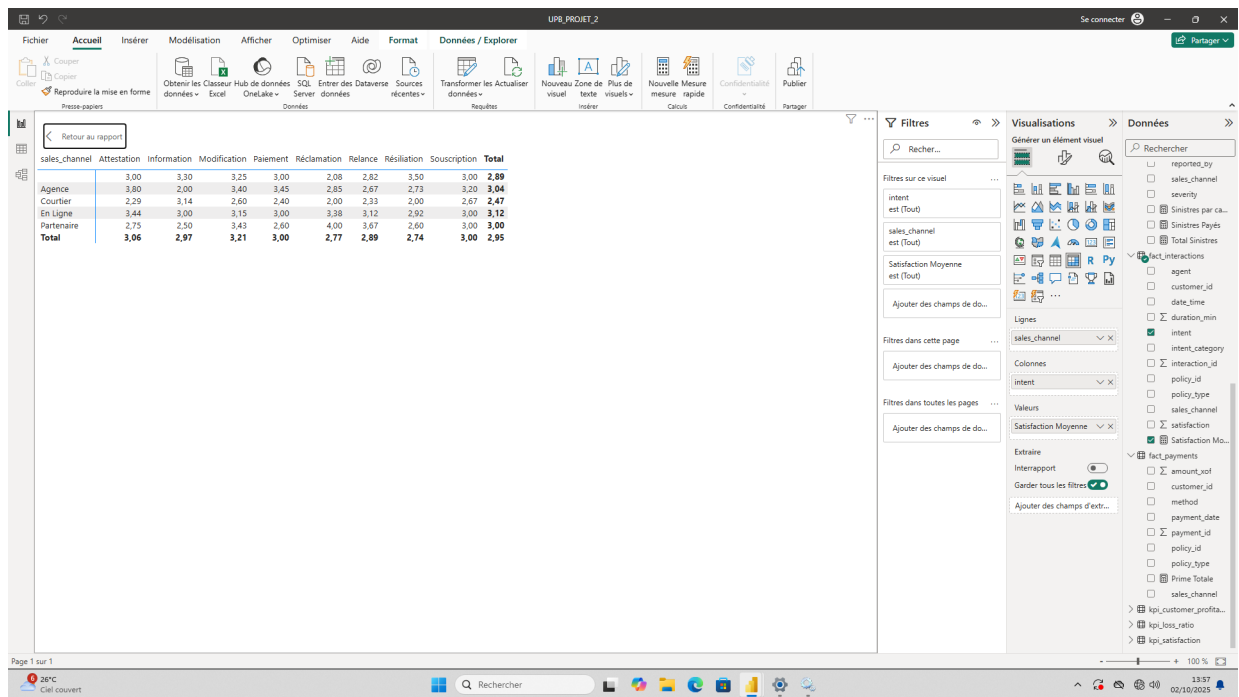 UPB_PROJET_2
Se connecter
Fichier Accueil Insérer Modélisation Afficher Optimiser Aide Format Données / Explorer
Partager
Coller
Couper
Copier
Reproduire la mise en forme
Obtenir les données
Classeur Excel
Hub de données OneLake
SQL Server
Entrer des données
Dataverse
Sources récentes
Transformer les données
Actualiser
Nouveau visuel
Zone de texte
Plus de visuels
Nouvelle mesure
Mesure rapide
Confidentialité
Publier
Presse-papiers Données Requêtes Insérer Calculs Confidentialité Partager
Retour au rapport
sales_channel Attestation Information Modification Paiement Réclamation Relance Résiliation Souscription Total
3,00 3,30 3,25 3,00 2,08 2,82 3,50 3,00 2,89
Agence 3,80 2,00 3,40 3,45 2,85 2,67 2,73 3,20 3,04
Courtier 2,29 3,14 2,60 2,40 2,00 2,33 2,00 2,67 2,47
En Ligne 3,44 3,00 3,15 3,00 3,38 3,12 2,92 3,00 3,12
Partenaire 2,75 2,50 3,43 2,60 4,00 3,67 2,60 3,00 3,00
Total 3,06 2,97 3,21 3,00 2,77 2,89 2,74 3,00 2,95
Filtres
Recher...
Filtres sur ce visuel ...
intent
est (Tout)
sales_channel
est (Tout)
Satisfaction Moyenne
est (Tout)
Ajouter des champs de do...
Filtres dans cette page ...
Ajouter des champs de do...
Filtres dans toutes les pages ...
Ajouter des champs de do...
Visualisations
Générer un élément visuel
R Py
Lignes
sales_channel
Colonnes
intent
Valeurs
Satisfaction Moyenne
Extraire
Interrapport
Garder tous les filtres
Ajouter des champs d'extr...
Données
Rechercher
reported_by
sales_channel
severity
Sinistres par ca...
Sinistres Payés
Total Sinistres
fact_interactions
agent
customer_id
date_time
duration_min
intent
intent_category
interaction_id
policy_id
policy_type
sales_channel
satisfaction
Satisfaction Mo...
fact_payments
amount_xof
customer_id
method
payment_date
payment_id
policy_id
policy_type
Prime Totale
sales_channel
kpi_customer_profita...
kpi_loss_ratio
kpi_satisfaction
Page 1 sur 1
- + 100 %
6
26°C
Ciel couvert
Rechercher
13:57
02/10/2025